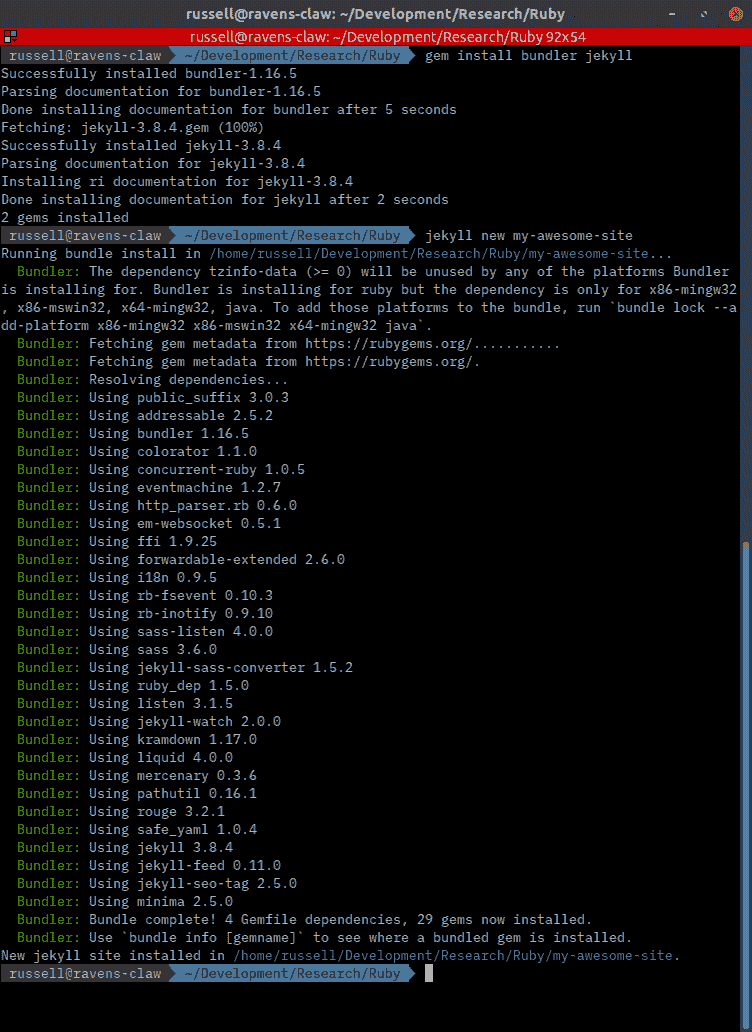 russell@ravens-claw: ~/Development/Research/Ruby
russell@ravens-claw: ~/Development/Research/Ruby 92x54
russell@ravens-claw ~/Development/Research/Ruby gem install bundler jekyll
Successfully installed bundler-1.16.5
Parsing documentation for bundler-1.16.5
Done installing documentation for bundler after 5 seconds
Fetching: jekyll-3.8.4.gem (100%)
Successfully installed jekyll-3.8.4
Parsing documentation for jekyll-3.8.4
Installing ri documentation for jekyll-3.8.4
Done installing documentation for jekyll after 2 seconds
2 gems installed
russell@ravens-claw ~/Development/Research/Ruby jekyll new my-awesome-site
Running bundle install in /home/russell/Development/Research/Ruby/my-awesome-site...
Bundler: The dependency tzinfo-data (>= 0) will be unused by any of the platforms Bundler
is installing for. Bundler is installing for ruby but the dependency is only for x86-mingw32
, x86-mswin32, x64-mingw32, java. To add those platforms to the bundle, run `bundle lock --a
dd-platform x86-mingw32 x86-mswin32 x64-mingw32 java`.
Bundler: Fetching gem metadata from https://rubygems.org/...........
Bundler: Fetching gem metadata from https://rubygems.org/.
Bundler: Resolving dependencies...
Bundler: Using public_suffix 3.0.3
Bundler: Using addressable 2.5.2
Bundler: Using bundler 1.16.5
Bundler: Using colorator 1.1.0
Bundler: Using concurrent-ruby 1.0.5
Bundler: Using eventmachine 1.2.7
Bundler: Using http_parser.rb 0.6.0
Bundler: Using em-websocket 0.5.1
Bundler: Using ffi 1.9.25
Bundler: Using forwardable-extended 2.6.0
Bundler: Using i18n 0.9.5
Bundler: Using rb-fsevent 0.10.3
Bundler: Using rb-inotify 0.9.10
Bundler: Using sass-listen 4.0.0
Bundler: Using sass 3.6.0
Bundler: Using jekyll-sass-converter 1.5.2
Bundler: Using ruby_dep 1.5.0
Bundler: Using listen 3.1.5
Bundler: Using jekyll-watch 2.0.0
Bundler: Using kramdown 1.17.0
Bundler: Using liquid 4.0.0
Bundler: Using mercenary 0.3.6
Bundler: Using pathutil 0.16.1
Bundler: Using rouge 3.2.1
Bundler: Using safe_yaml 1.0.4
Bundler: Using jekyll 3.8.4
Bundler: Using jekyll-feed 0.11.0
Bundler: Using jekyll-seo-tag 2.5.0
Bundler: Using minima 2.5.0
Bundler: Bundle complete! 4 Gemfile dependencies, 29 gems now installed.
Bundler: Use `bundle info [gemname]` to see where a bundled gem is installed.
New jekyll site installed in /home/russell/Development/Research/Ruby/my-awesome-site.
russell@ravens-claw ~/Development/Research/Ruby